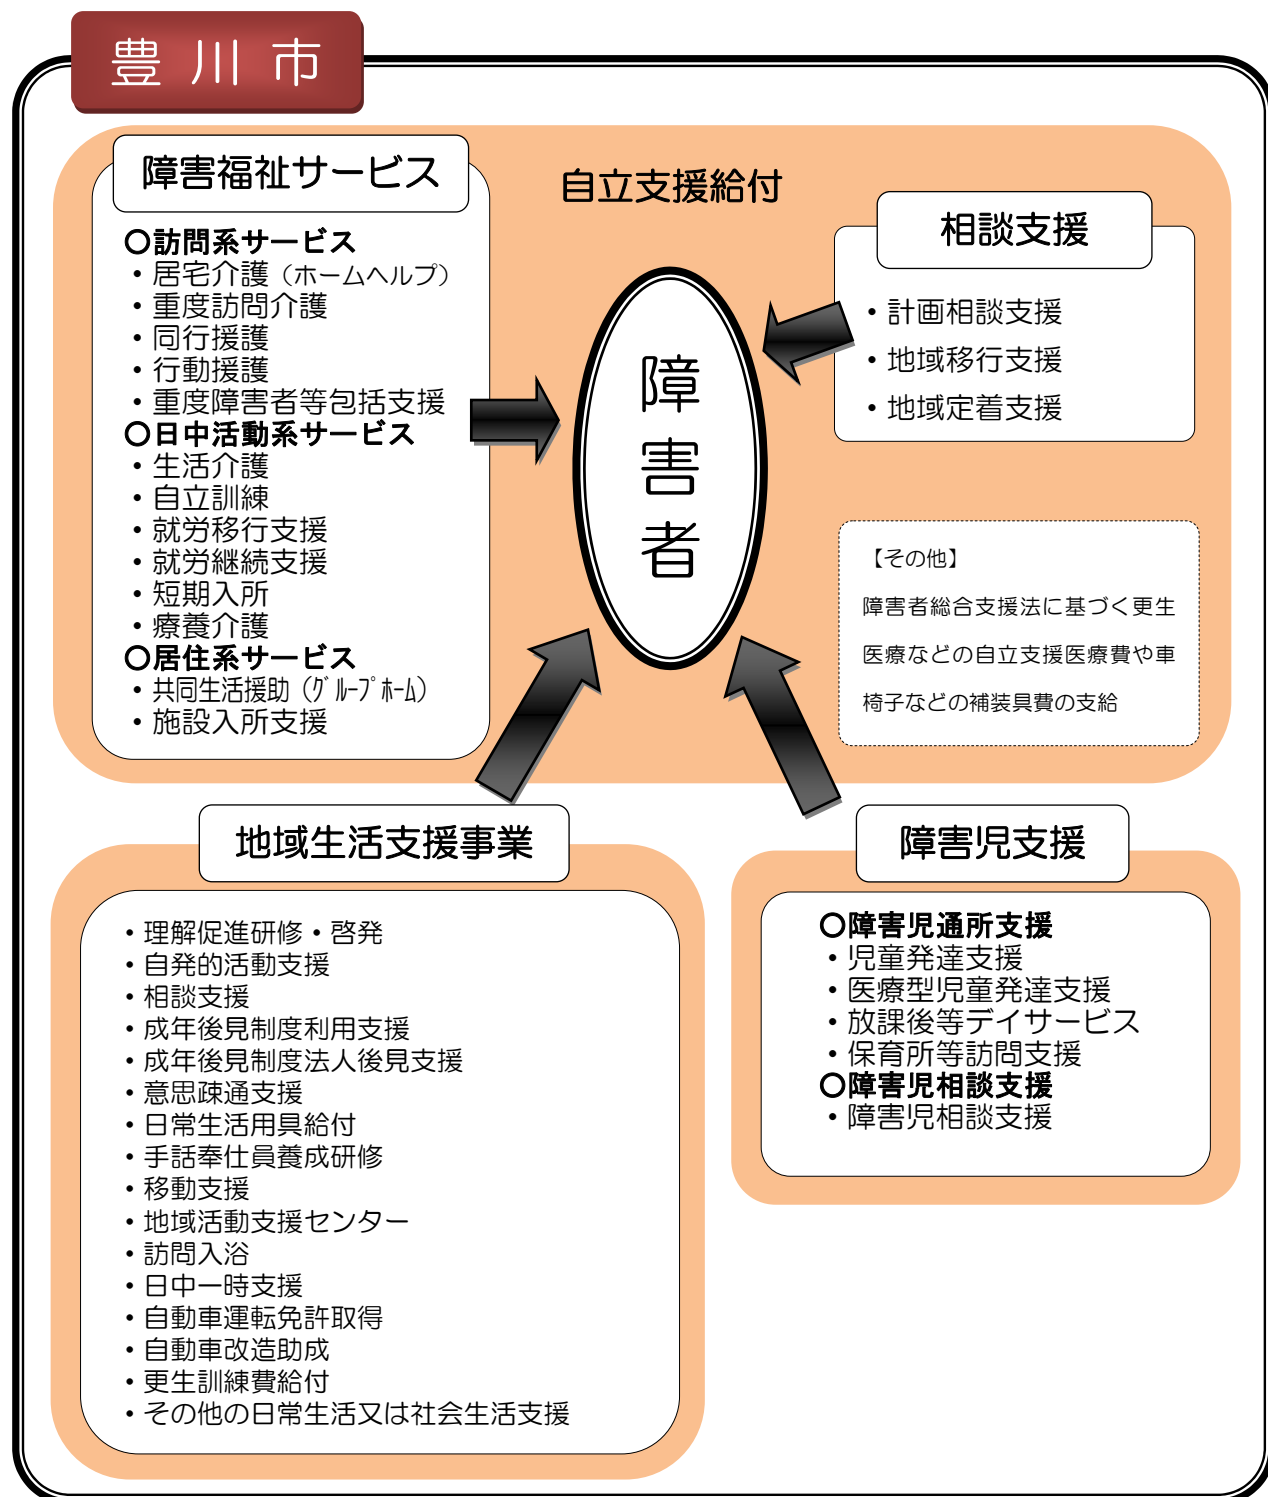 豊川市
障害福祉サービス
〇訪問系サービス
・居宅介護（ホームヘルプ）
・重度訪問介護
・同行援護
・行動援護
・重度障害者等包括支援
〇日中活動系サービス
・生活介護
・自立訓練
・就労移行支援
・就労継続支援
・短期入所
・療養介護
〇居住系サービス
・共同生活援助（ｸﾞﾙｰﾌﾟﾎｰﾑ）
・施設入所支援
自立支援給付
相談支援
・計画相談支援
・地域移行支援
・地域定着支援
障害者
【その他】
障害者総合支援法に基づく更生
医療などの自立支援医療費や車
椅子などの補装具費の支給
地域生活支援事業
・理解促進研修・啓発
・自発的活動支援
・相談支援
・成年後見制度利用支援
・成年後見制度法人後見支援
・意思疎通支援
・日常生活用具給付
・手話奉仕員養成研修
・移動支援
・地域活動支援センター
・訪問入浴
・日中一時支援
・自動車運転免許取得
・自動車改造助成
・更生訓練費給付
・その他の日常生活又は社会生活支援
障害児支援
〇障害児通所支援
・児童発達支援
・医療型児童発達支援
・放課後等デイサービス
・保育所等訪問支援
〇障害児相談支援
・障害児相談支援